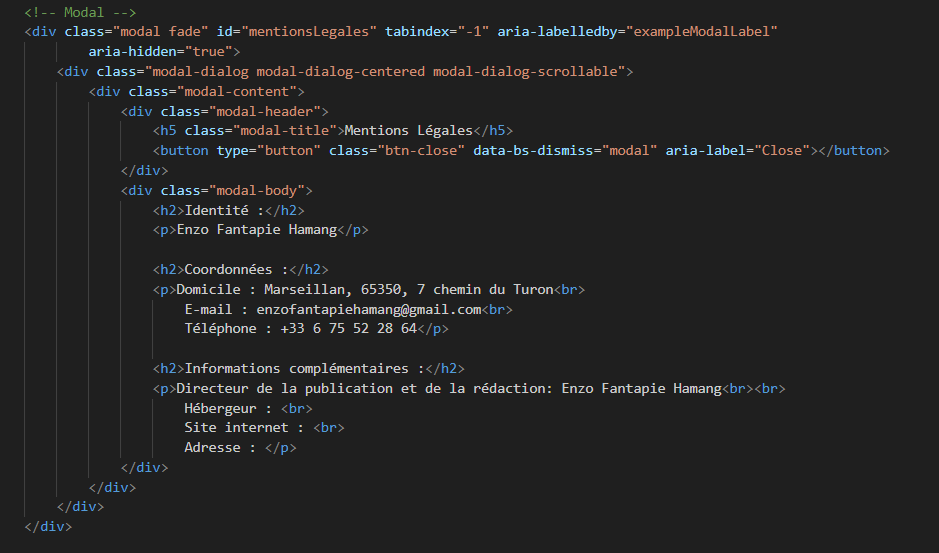 <!-- Modal -->
<div class="modal fade" id="mentionsLegales" tabindex="-1" aria-labelledby="exampleModalLabel"
aria-hidden="true">
<div class="modal-dialog modal-dialog-centered modal-dialog-scrollable">
<div class="modal-content">
<div class="modal-header">
<h5 class="modal-title">Mentions Légales</h5>
<button type="button" class="btn-close" data-bs-dismiss="modal" aria-label="Close"></button>
</div>
<div class="modal-body">
<h2>Identité :</h2>
<p>Enzo Fantapie Hamang</p>
<h2>Coordonnées :</h2>
<p>Domicile : Marseillan, 65350, 7 chemin du Turon<br>
E-mail : enzofantapiehamang@gmail.com<br>
Téléphone : +33 6 75 52 28 64</p>
<h2>Informations complémentaires :</h2>
<p>Directeur de la publication et de la rédaction: Enzo Fantapie Hamang<br><br>
Hébergeur : <br>
Site internet : <br>
Adresse : </p>
</div>
</div>
</div>
</div>